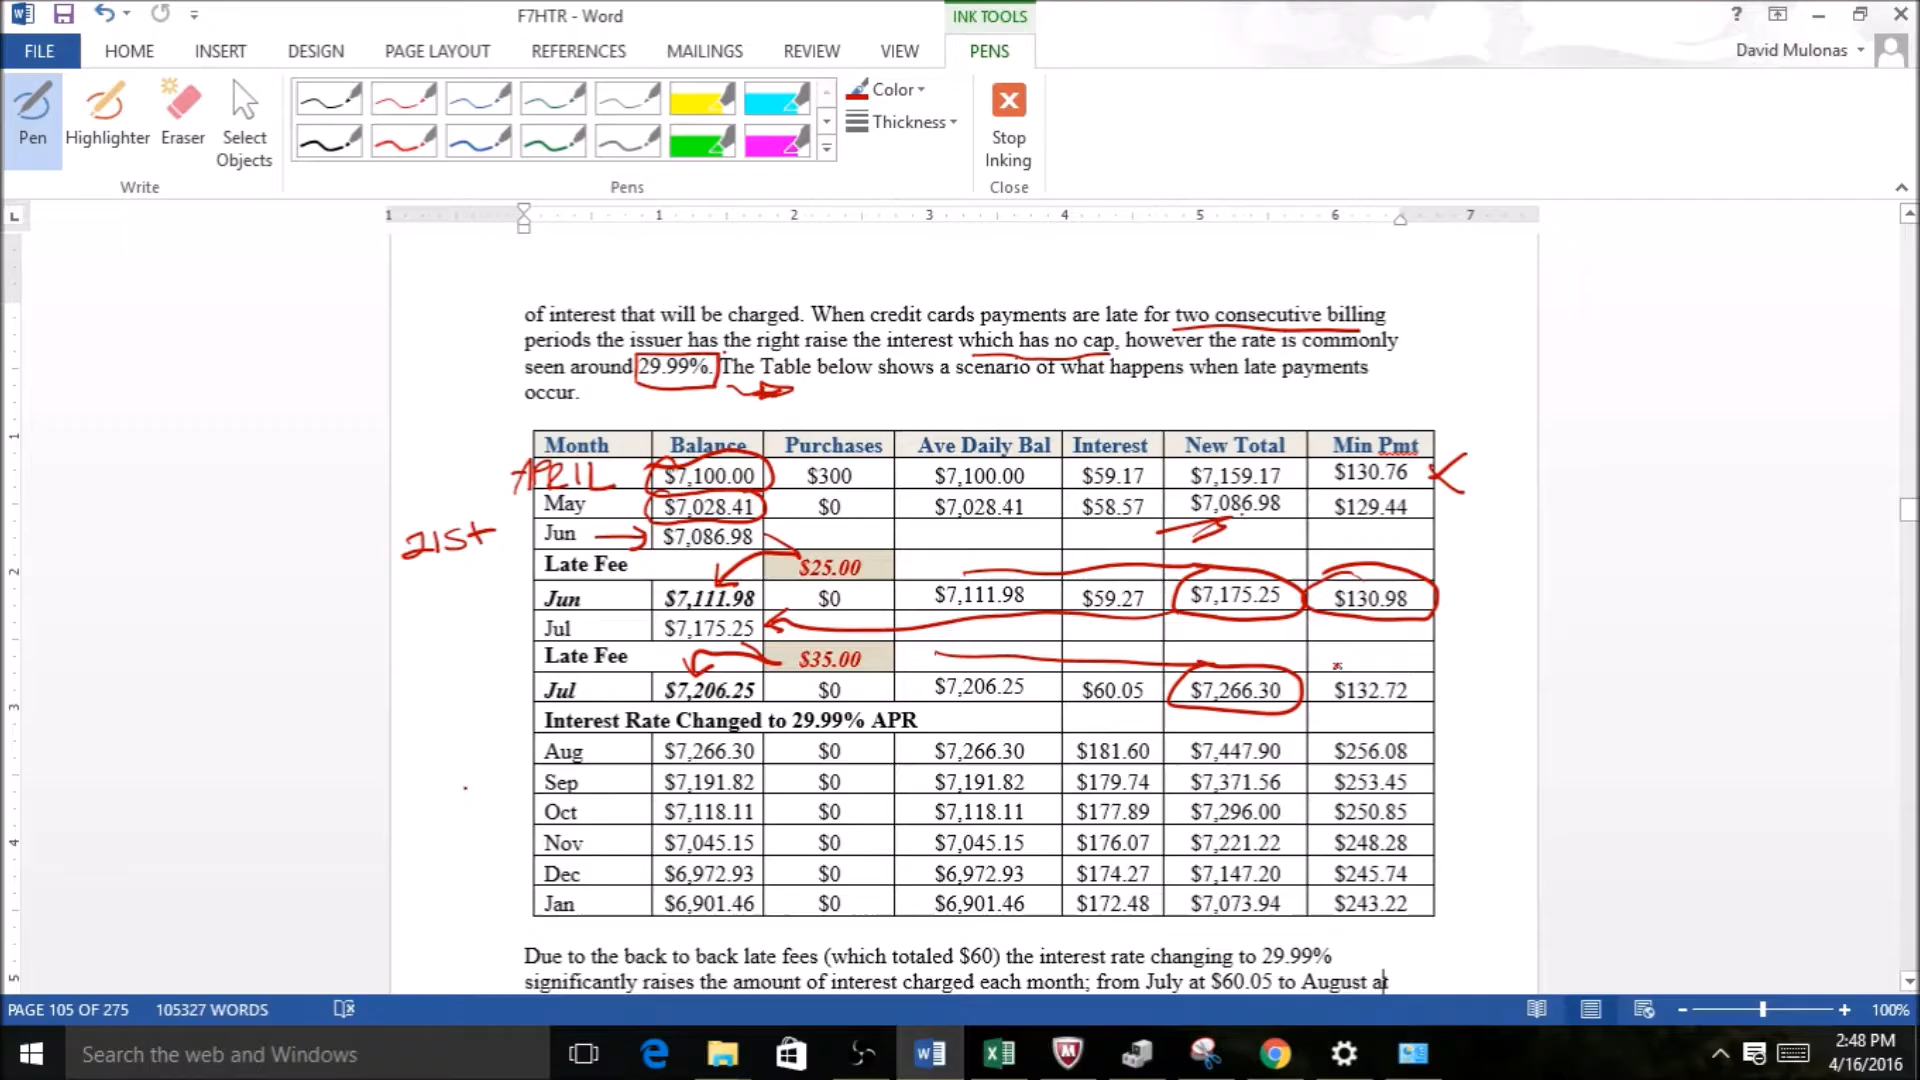 F7HTR - Word
INK TOOLS
?
FILE HOME INSERT DESIGN PAGE LAYOUT REFERENCES MAILINGS REVIEW VIEW PENS
David Mulonas
Pen Highlighter Eraser Select Objects
Color
Thickness
Stop Inking
Write Pens Close
L
1 1 2 3 4 5 6 7
of interest that will be charged. When credit cards payments are late for two consecutive billing
periods the issuer has the right raise the interest which has no cap, however the rate is commonly
seen around 29.99%. The Table below shows a scenario of what happens when late payments
occur.
Month Balance Purchases Ave Daily Bal Interest New Total Min Pmt
APRIL $7,100.00 $300 $7,100.00 $59.17 $7,159.17 $130.76
May $7,028.41 $0 $7,028.41 $58.57 $7,086.98 $129.44
21st Jun $7,086.98
Late Fee $25.00
Jun $7,111.98 $0 $7,111.98 $59.27 $7,175.25 $130.98
Jul $7,175.25
Late Fee $35.00
Jul $7,206.25 $0 $7,206.25 $60.05 $7,266.30 $132.72
Interest Rate Changed to 29.99% APR
Aug $7,266.30 $0 $7,266.30 $181.60 $7,447.90 $256.08
Sep $7,191.82 $0 $7,191.82 $179.74 $7,371.56 $253.45
Oct $7,118.11 $0 $7,118.11 $177.89 $7,296.00 $250.85
Nov $7,045.15 $0 $7,045.15 $176.07 $7,221.22 $248.28
Dec $6,972.93 $0 $6,972.93 $174.27 $7,147.20 $245.74
Jan $6,901.46 $0 $6,901.46 $172.48 $7,073.94 $243.22
Due to the back to back late fees (which totaled $60) the interest rate changing to 29.99%
significantly raises the amount of interest charged each month; from July at $60.05 to August at
1
2
3
4
5
PAGE 105 OF 275 105327 WORDS
100%
Search the web and Windows
2:48 PM
4/16/2016